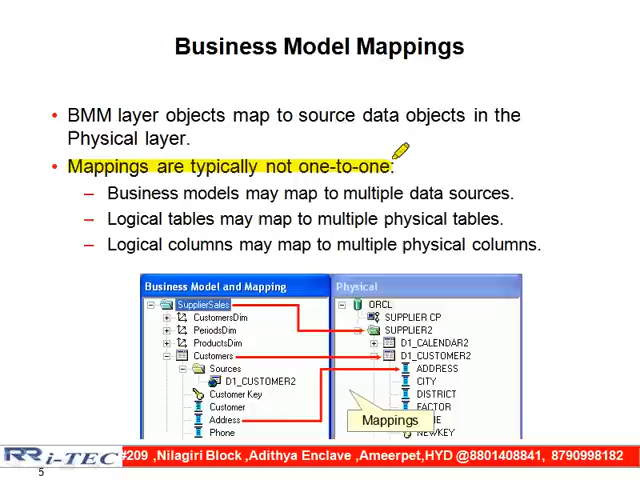 Business Model Mappings
• BMM layer objects map to source data objects in the
Physical layer.
• Mappings are typically not one-to-one:
– Business models may map to multiple data sources.
– Logical tables may map to multiple physical tables.
– Logical columns may map to multiple physical columns.
Business Model and Mapping
SupplierSales
CustomersDim
PeriodsDim
ProductsDim
Customers
Sources
D1_CUSTOMER2
Customer Key
Customer
Address
Phone
Physical
ORCL
SUPPLIER CP
SUPPLIER2
D1_CALENDAR2
D1_CUSTOMER2
ADDRESS
CITY
DISTRICT
FACTOR
NEWKEY
Mappings
RR i-TEC #209 ,Nilagiri Block ,Adithya Enclave ,Ameerpet,HYD @8801408841, 8790998182
5